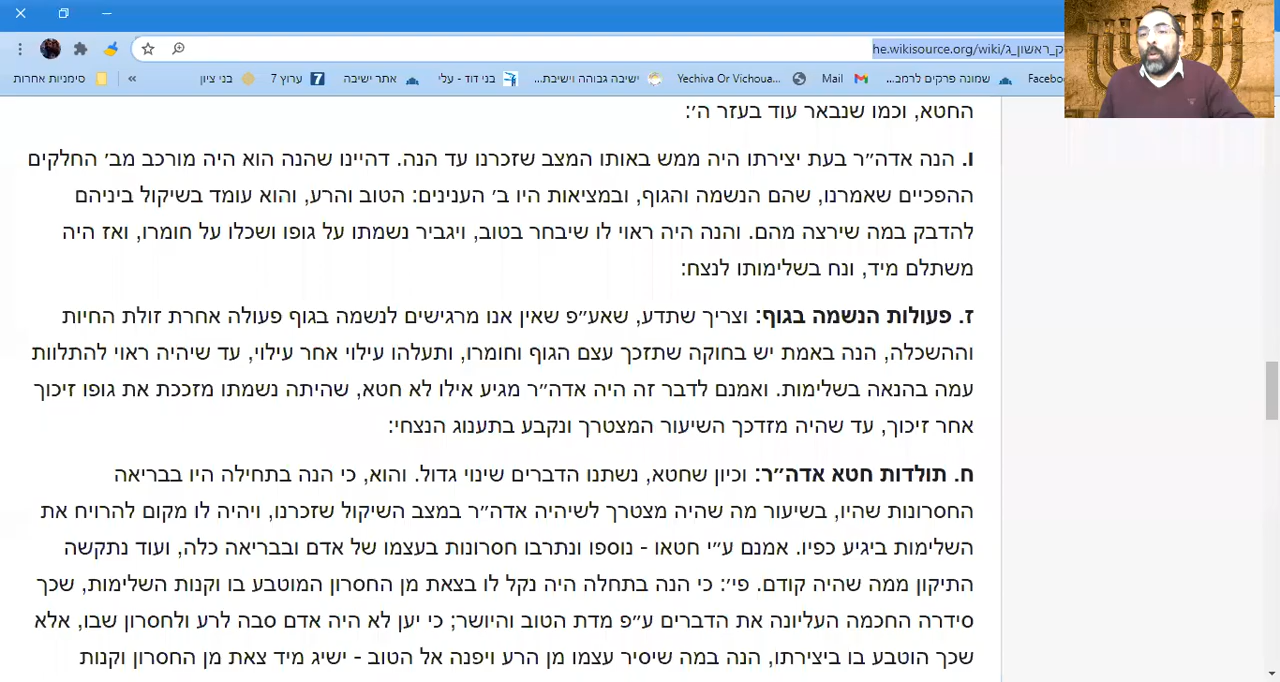 he.wikisource.org/wiki/ק_ראשון_ג
Facebo
שמונה פרקים לרמב...
Mail
Yechiva Or Vichoua...
ישיבה גבוהה וישיבת...
בני דוד - עלי
אתר ישיבה
ערוץ 7
בני ציון
»
סימניות אחרות
החטא, וכמו שנבאר עוד בעזר ה׳:
ו. הנה אדה״ר בעת יצירתו היה ממש באותו המצב שזכרנו עד הנה. דהיינו שהנה הוא היה מורכב מב׳ החלקים
ההפכיים שאמרנו, שהם הנשמה והגוף, ובמציאות היו ב׳ הענינים: הטוב והרע, והוא עומד בשיקול ביניהם
להדבק במה שירצה מהם. והנה היה ראוי לו שיבחר בטוב, ויגביר נשמתו על גופו ושכלו על חומרו, ואז היה
משתלם מיד, ונח בשלימותו לנצח:
ז. פעולות הנשמה בגוף: וצריך שתדע, שאע״פ שאין אנו מרגישים לנשמה בגוף פעולה אחרת זולת החיות
וההשכלה, הנה באמת יש בחוקה שתזכך עצם הגוף וחומרו, ותעלהו עילוי אחר עילוי, עד שיהיה ראוי להתלוות
עמה בהנאה בשלימות. ואמנם לדבר זה היה אדה״ר מגיע אילו לא חטא, שהיתה נשמתו מזככת את גופו זיכוך
אחר זיכוך, עד שהיה מזדכך השיעור המצטרך ונקבע בתענוג הנצחי:
ח. תולדות חטא אדה״ר: וכיון שחטא, נשתנו הדברים שינוי גדול. והוא, כי הנה בתחילה היו בבריאה
החסרונות שהיו, בשיעור מה שהיה מצטרך לשיהיה אדה״ר במצב השיקול שזכרנו, ויהיה לו מקום להרויח את
השלימות ביגיע כפיו. אמנם ע״י חטאו - נוספו ונתרבו חסרונות בעצמו של אדם ובבריאה כלה, ועוד נתקשה
התיקון ממה שהיה קודם. פי׳: כי הנה בתחלה היה נקל לו בצאת מן החסרון המוטבע בו וקנות השלימות, שכך
סידרה החכמה העליונה את הדברים ע״פ מדת הטוב והיושר; כי יען לא היה אדם סבה לרע ולחסרון שבו, אלא
שכך הוטבע בו ביצירתו, הנה במה שיסיר עצמו מן הרע ויפנה אל הטוב - ישיג מיד צאת מן החסרון וקנות